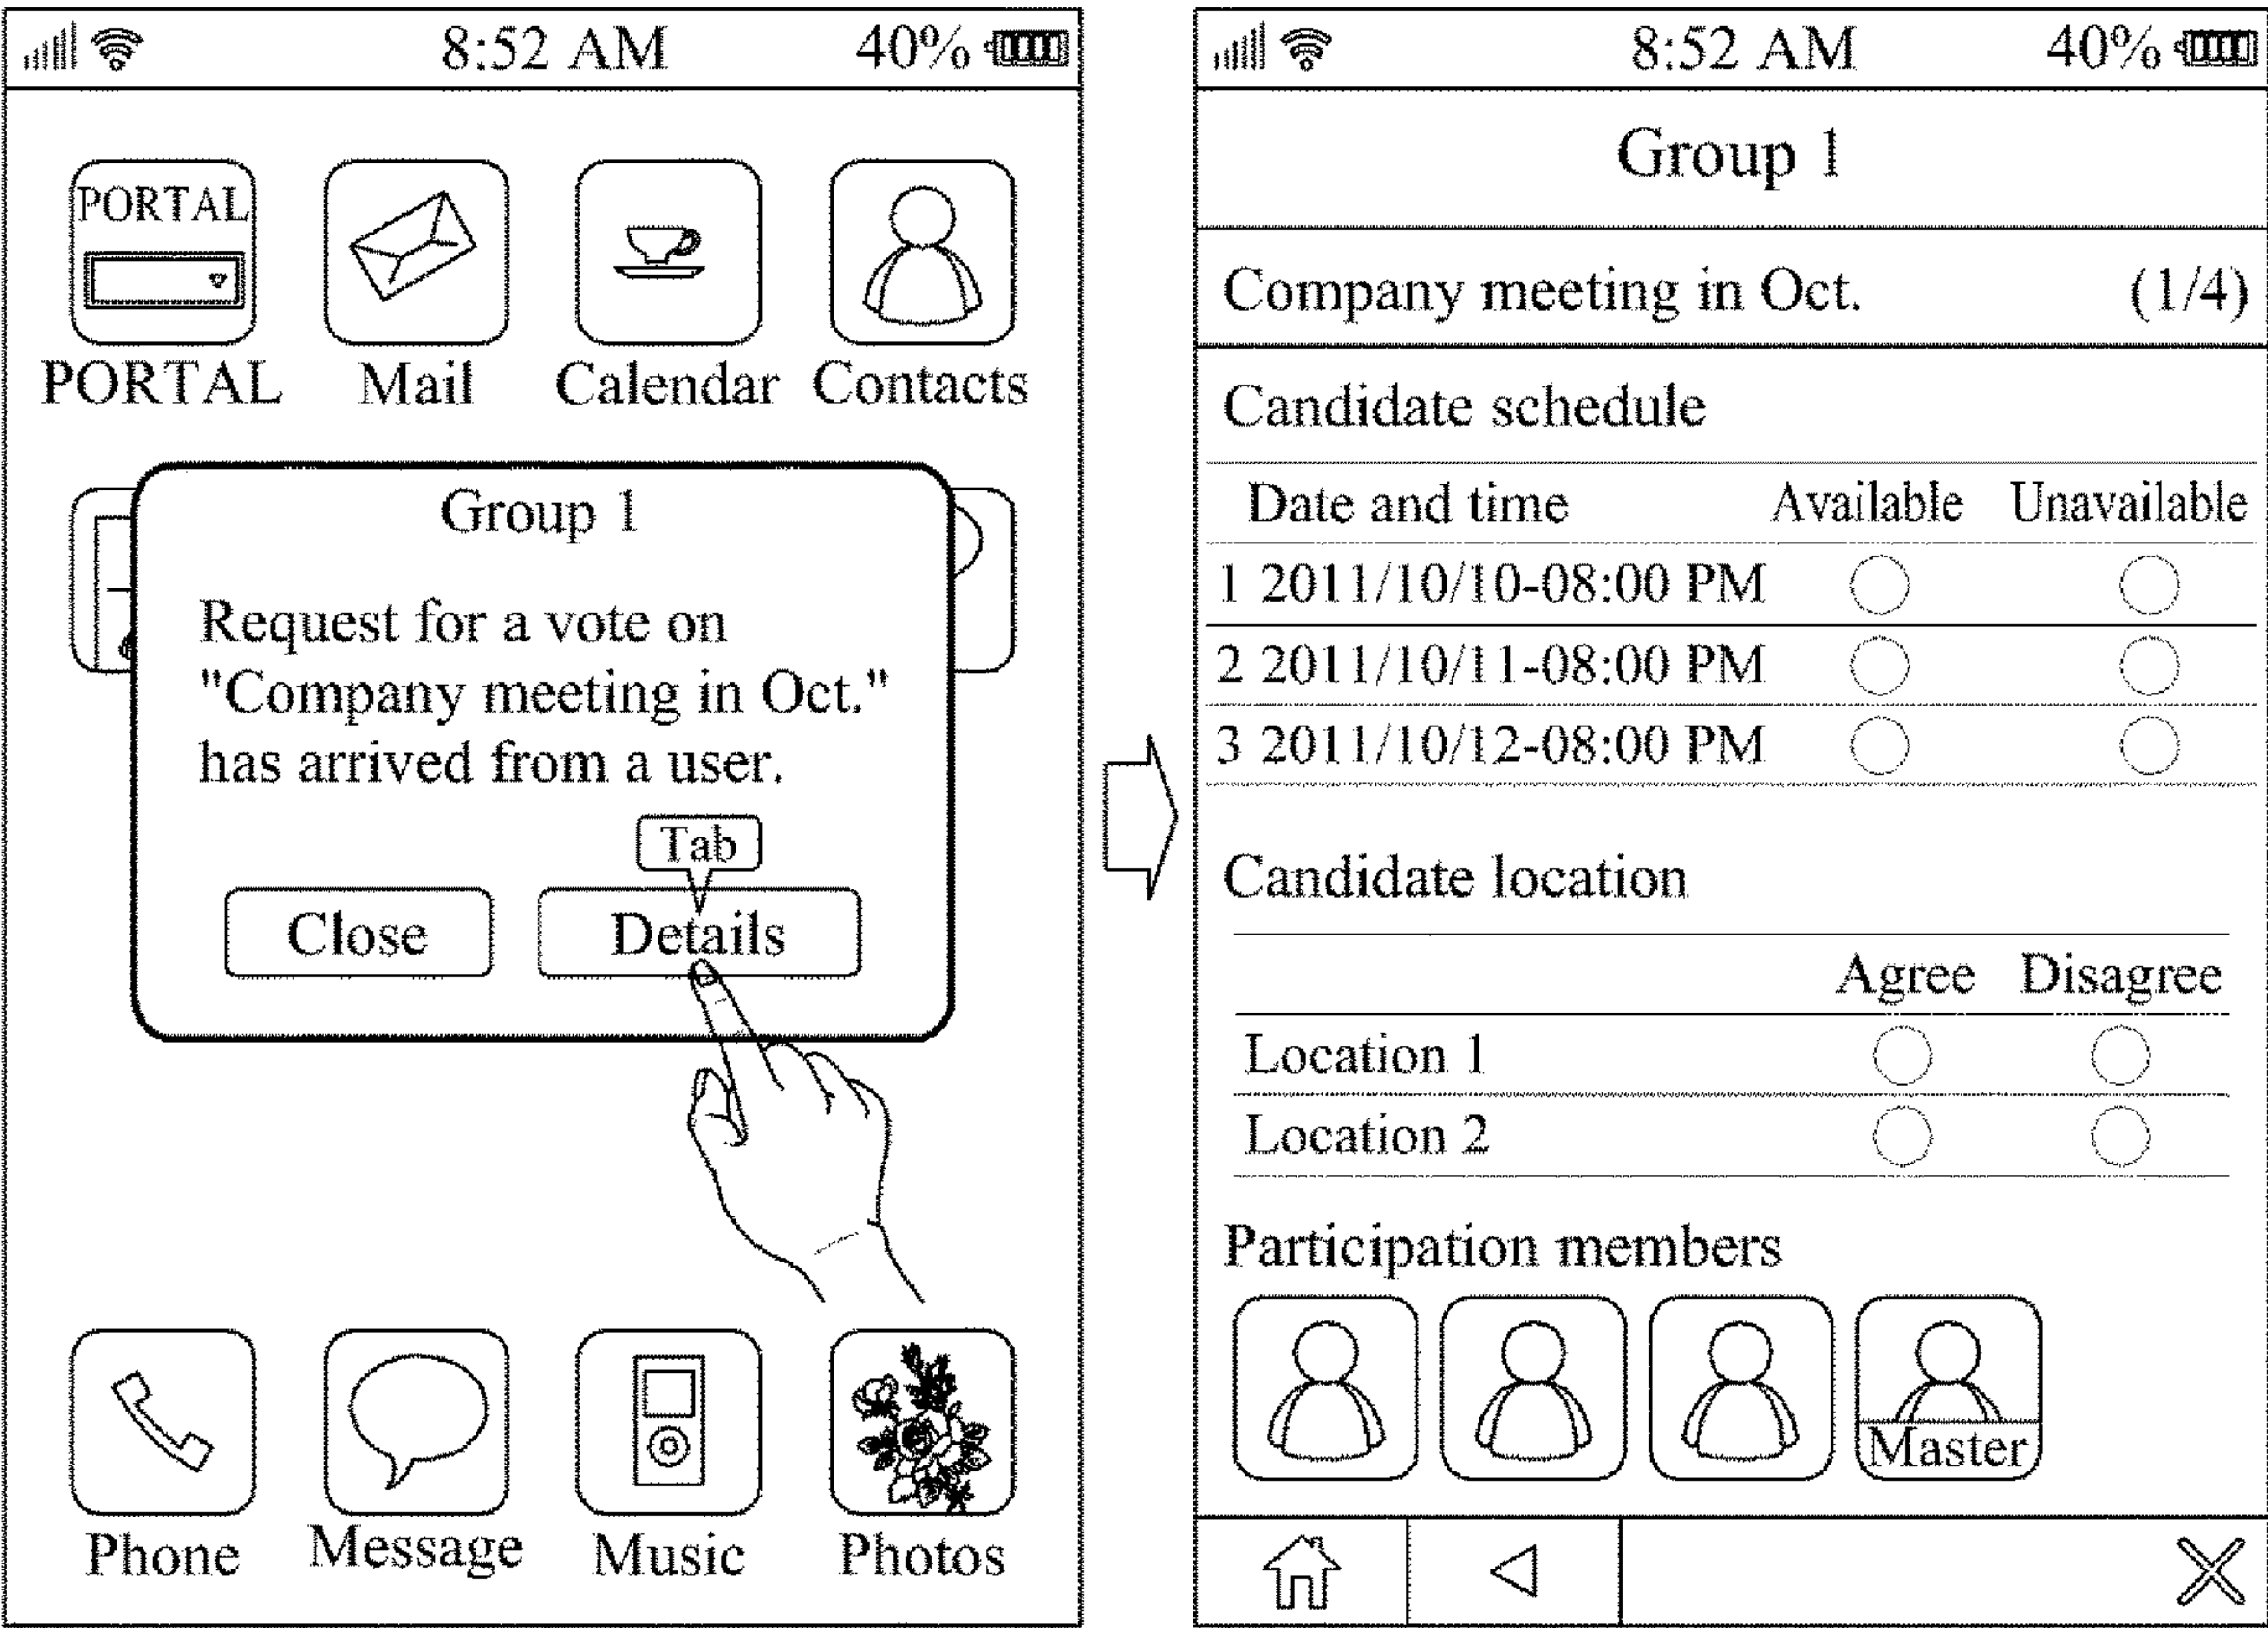 8:52 AM 40%
PORTAL
PORTAL Mail Calendar Contacts
Group 1
Request for a vote on
"Company meeting in Oct."
has arrived from a user.
Tab
Close Details
Phone Message Music Photos
8:52 AM 40%
Group 1
Company meeting in Oct. (1/4)
Candidate schedule
Date and time Available Unavailable
1 2011/10/10-08:00 PM
2 2011/10/11-08:00 PM
3 2011/10/12-08:00 PM
Candidate location
Agree Disagree
Location 1
Location 2
Participation members
Master